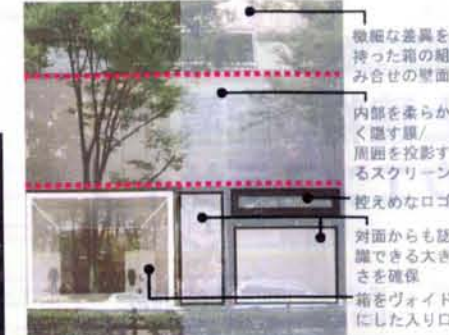 微細な差異を
持った箱の組
み合せの壁面
内部を柔らか
く隠す膜/
周囲を投影す
るスクリーン
控えめなロゴ
対面からも認
識できる大き
さを確保
箱をヴォイド
にした入り口